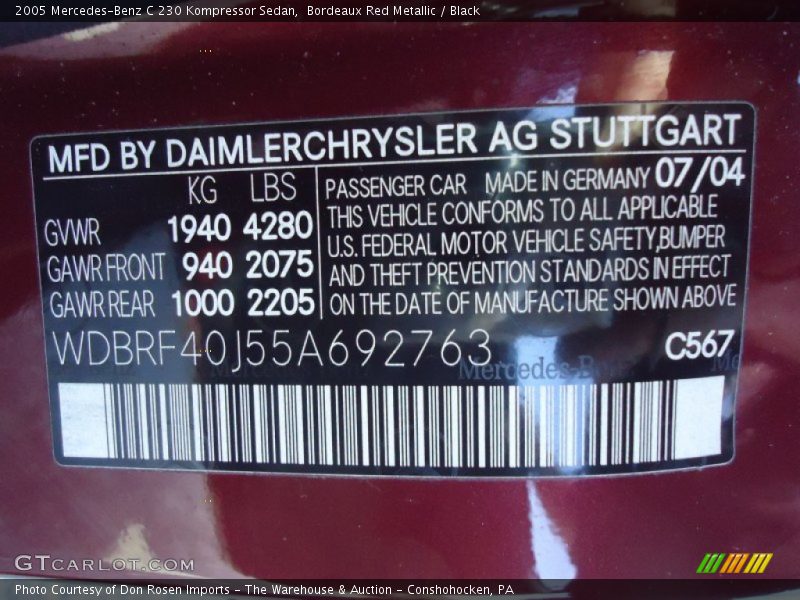 2005 Mercedes-Benz C 230 Kompressor Sedan, Bordeaux Red Metallic / Black
MFD BY DAIMLERCHRYSLER AG STUTTGART
KG LBS
GVWR 1940 4280
GAWR FRONT 940 2075
GAWR REAR 1000 2205
PASSENGER CAR MADE IN GERMANY 07/04
THIS VEHICLE CONFORMS TO ALL APPLICABLE
U.S. FEDERAL MOTOR VEHICLE SAFETY,BUMPER
AND THEFT PREVENTION STANDARDS IN EFFECT
ON THE DATE OF MANUFACTURE SHOWN ABOVE
WDBRF40J55A692763 C567
Mercedes-Benz
GTCARLOT.COM
Photo Courtesy of Don Rosen Imports - The Warehouse & Auction - Conshohocken, PA